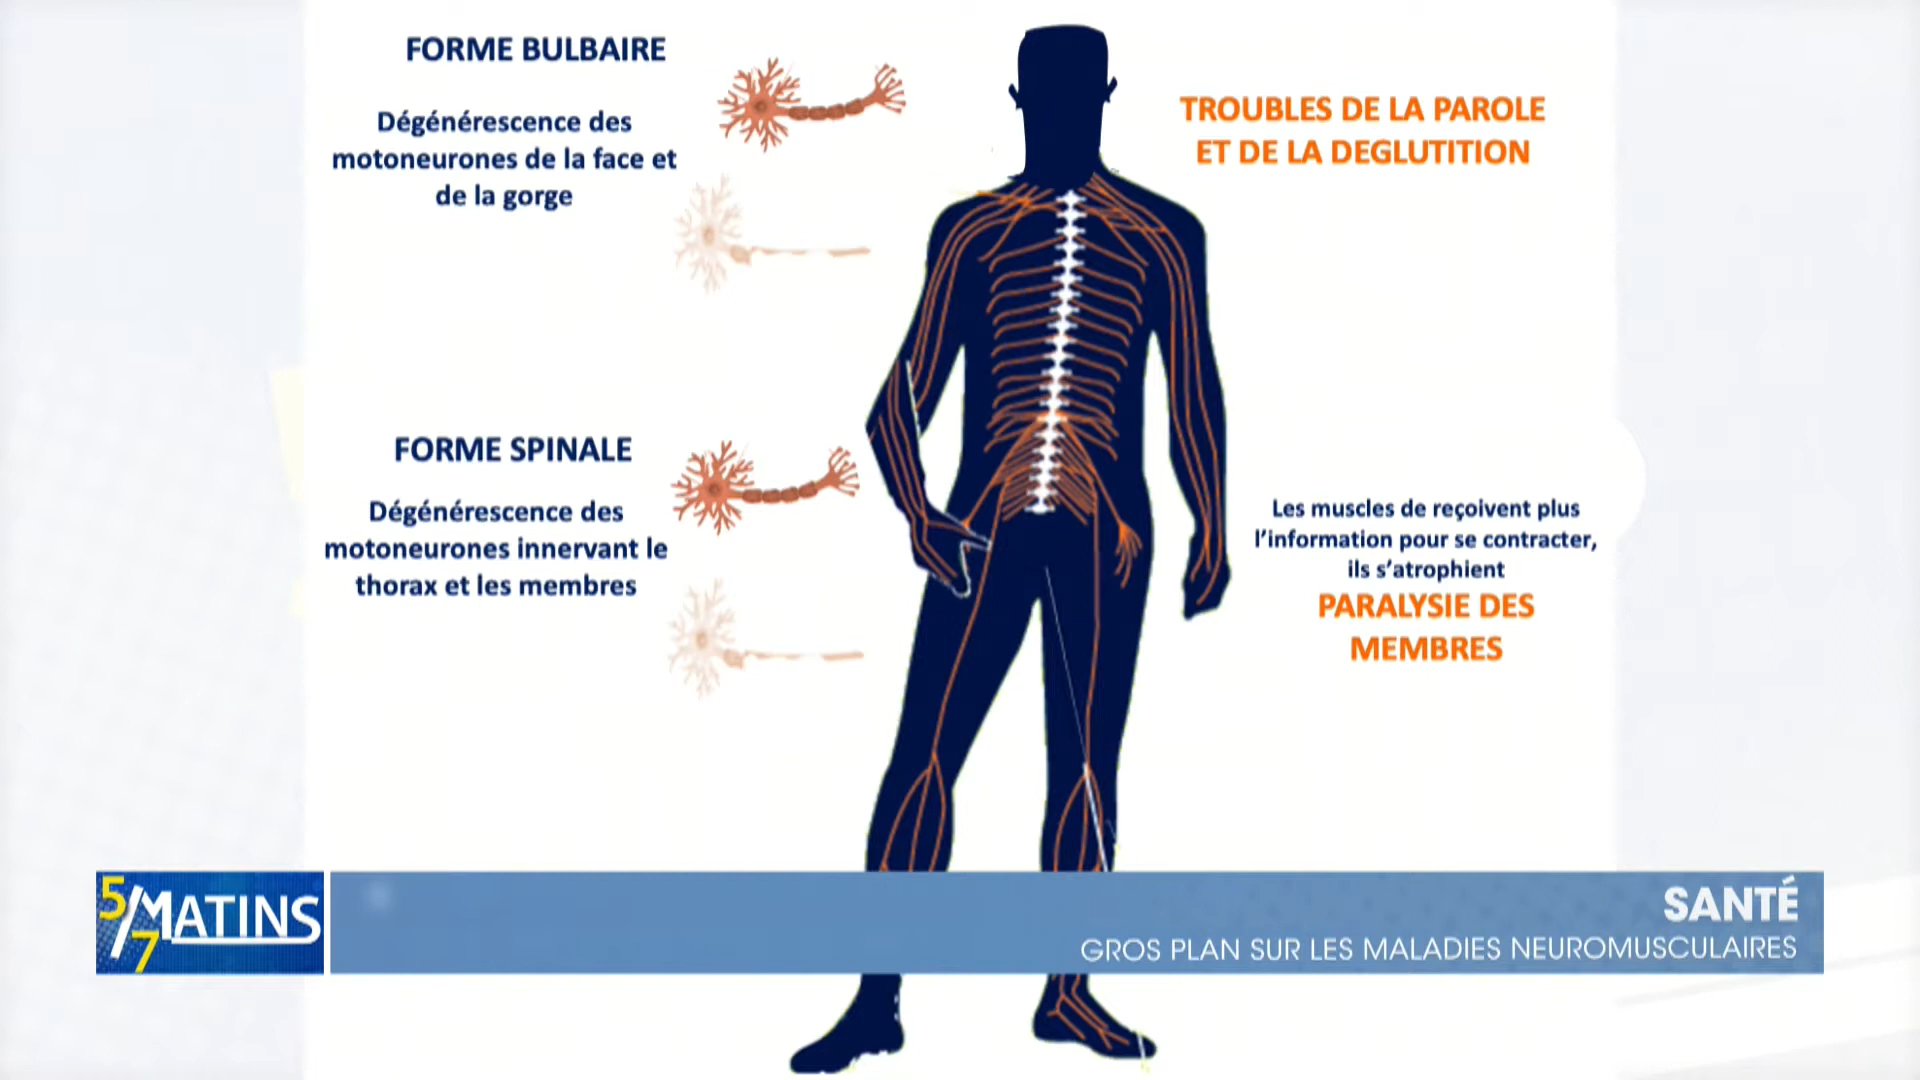 FORME BULBAIRE
Dégénérescence des
motoneurones de la face et
de la gorge
TROUBLES DE LA PAROLE
ET DE LA DEGLUTITION
FORME SPINALE
Dégénérescence des
motoneurones innervant le
thorax et les membres
Les muscles de reçoivent plus
l'information pour se contracter,
ils s'atrophient
PARALYSIE DES
MEMBRES
5/7 MATINS
SANTÉ
GROS PLAN SUR LES MALADIES NEUROMUSCULAIRES